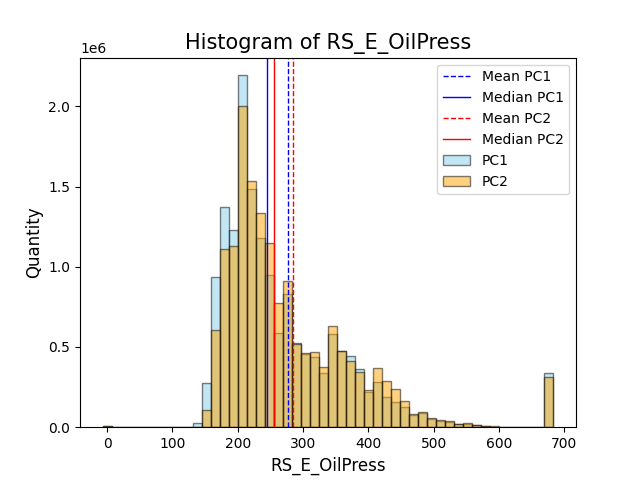 Histogram of RS_E_OilPress
1e6
Mean PC1
Median PC1
Mean PC2
Median PC2
PC1
PC2
2.0
1.5
1.0
0.5
0.0
Quantity
0 100 200 300 400 500 600 700
RS_E_OilPress